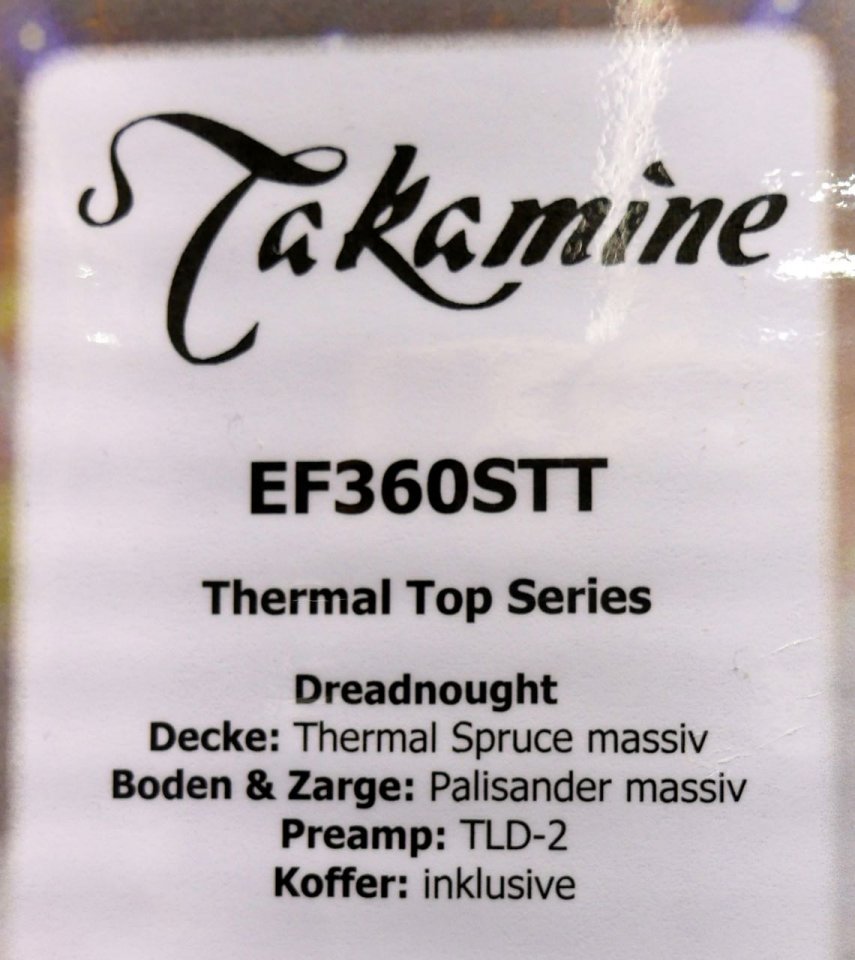 Takamine
EF360STT
Thermal Top Series
Dreadnought
Decke: Thermal Spruce massiv
Boden & Zarge: Palisander massiv
Preamp: TLD-2
Koffer: inklusive